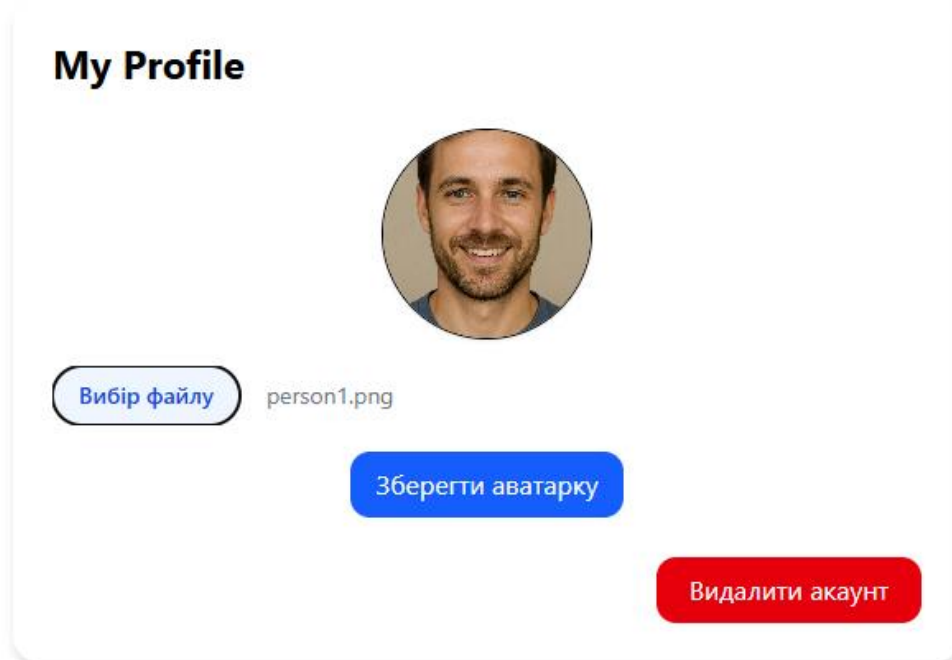 My Profile
Вибір файлу person1.png
Зберегти аватарку
Видалити акаунт